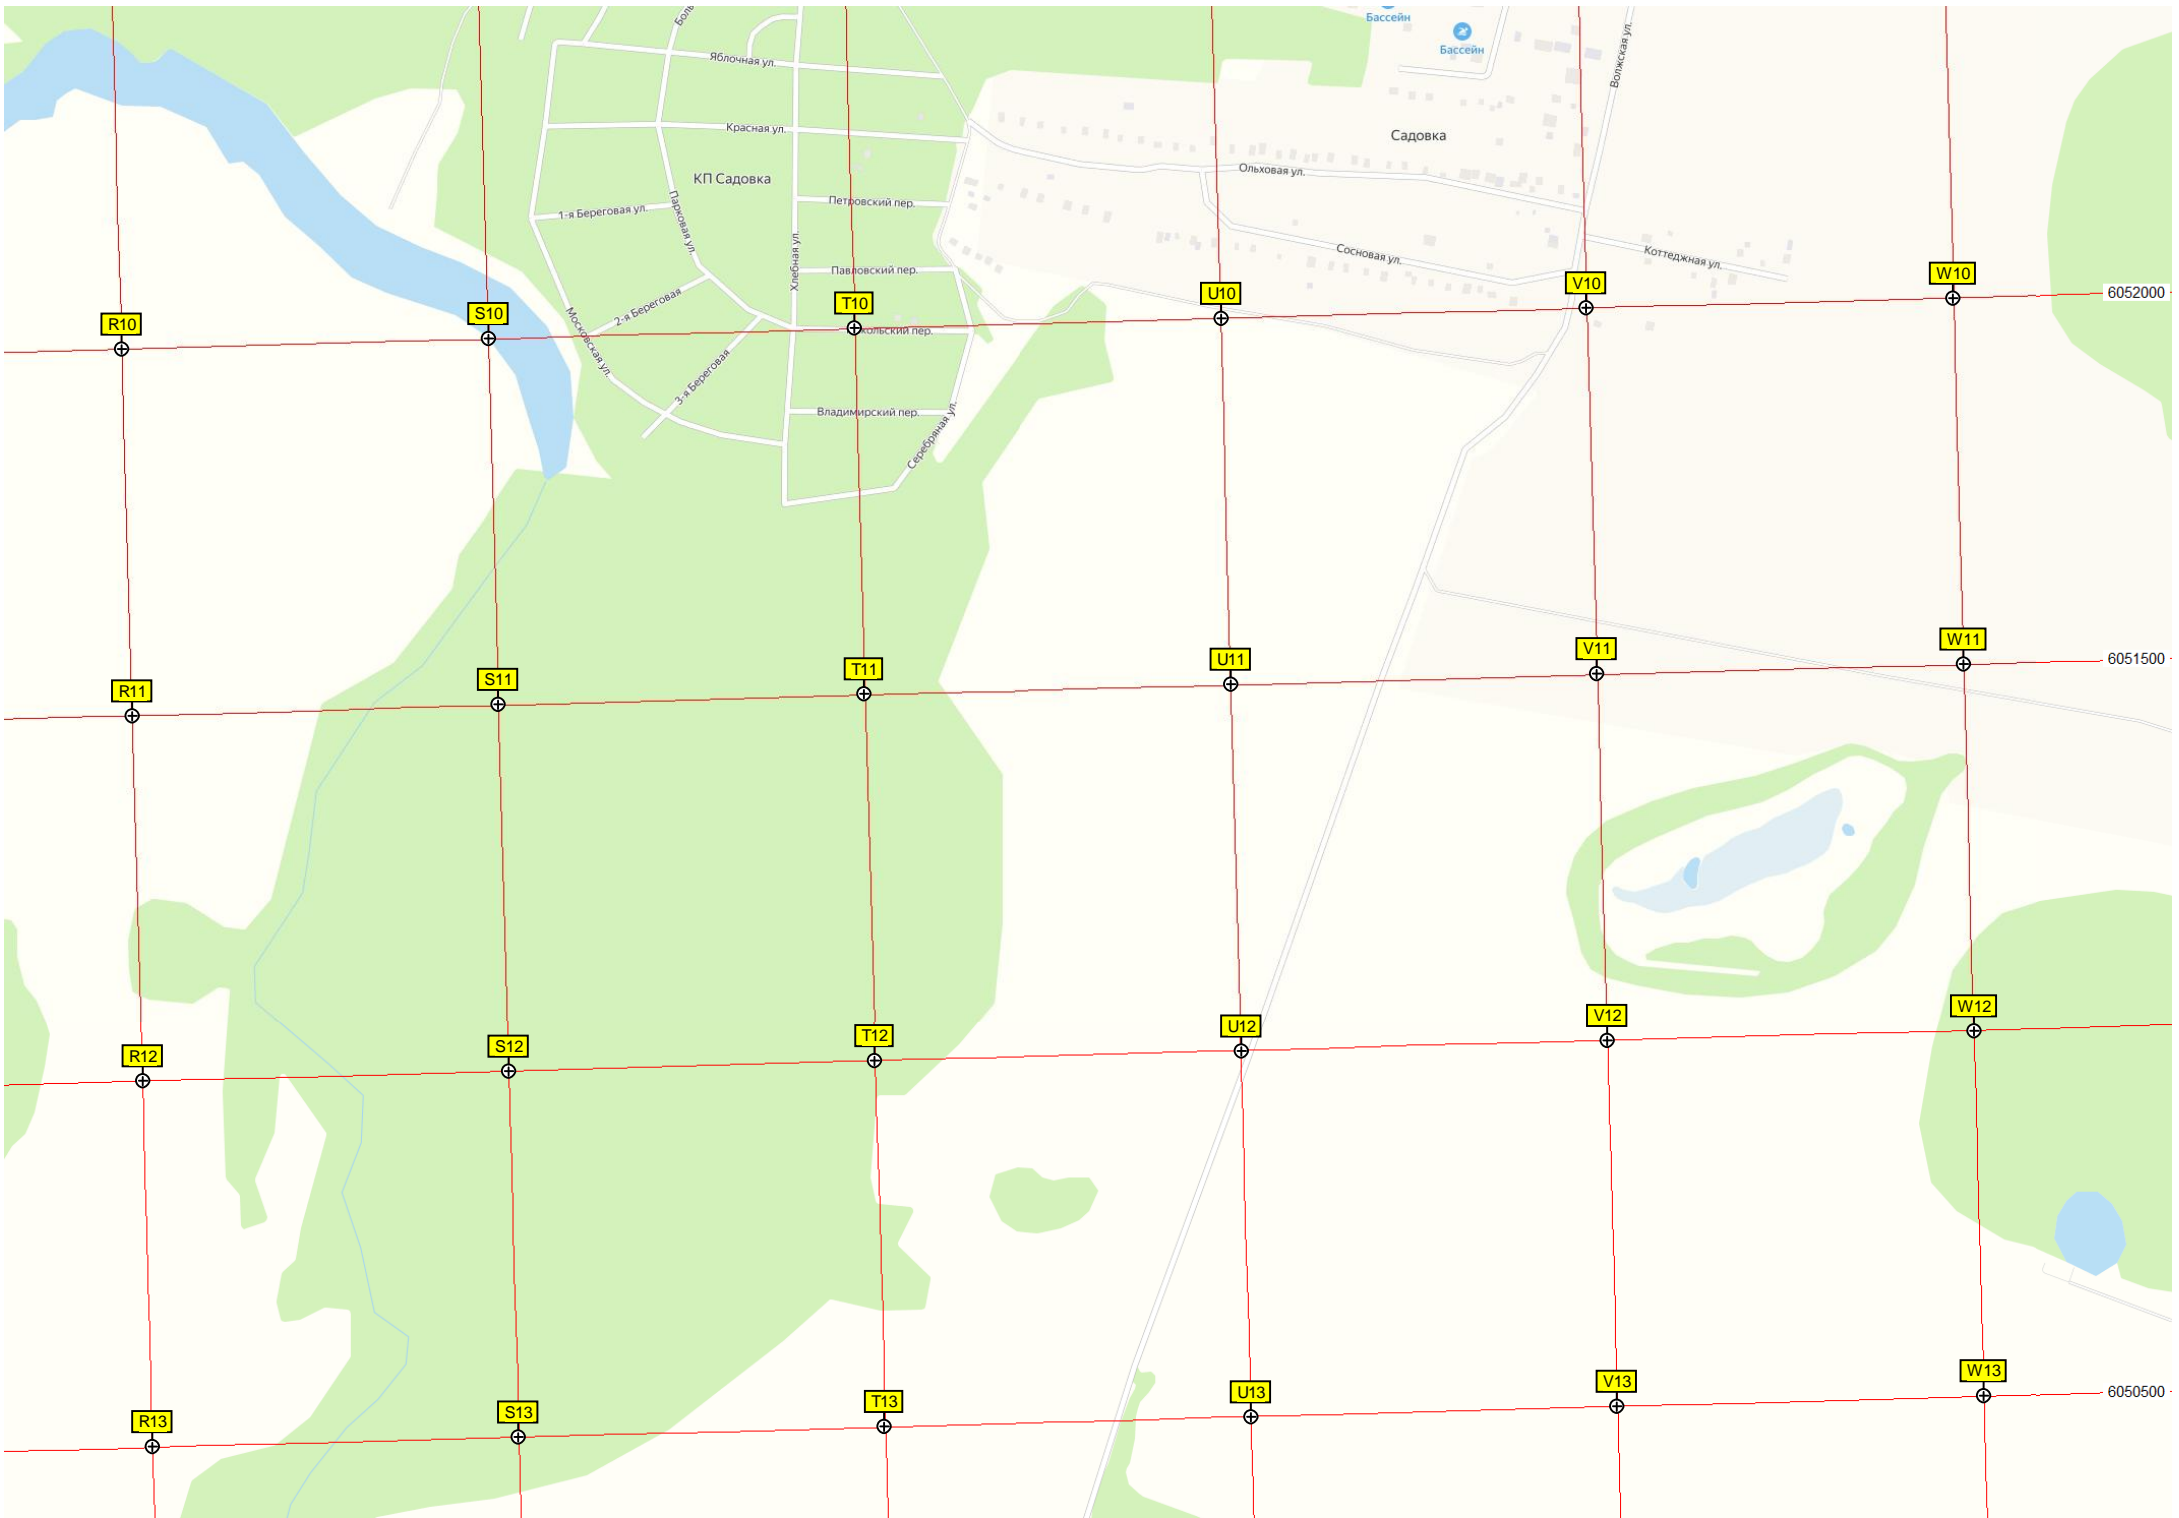 Бассейн
Бассейн
Боль
Яблочная ул.
Волжская ул.
Красная ул.
Садовка
КП Садовка
Ольховая ул.
1-я Береговая ул.
Парковая ул.
Петровский пер.
Хлебная ул.
Павловский пер.
Сосновая ул.
Коттеджная ул.
2-я Береговая
Московская ул.
R10
S10
T10
U10
V10
W10
6052000
кольский пер.
3-я Береговая
Владимирский пер.
Серебряная ул.
R11
S11
T11
U11
V11
W11
6051500
R12
S12
T12
U12
V12
W12
R13
S13
T13
U13
V13
W13
6050500